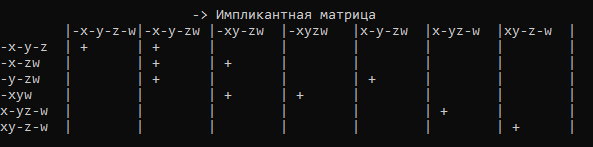 -> Импликантная матрица
|-x-y-z-w|-x-y-zw |-xy-zw |-xyzw |x-y-zw |x-yz-w |xy-z-w |
-x-y-z | + | + | | | | | |
-x-zw | | + | + | | | | |
-y-zw | | + | | | + | | |
-xyw | | | + | + | | | |
x-yz-w | | | | | | + | |
xy-z-w | | | | | | | + |